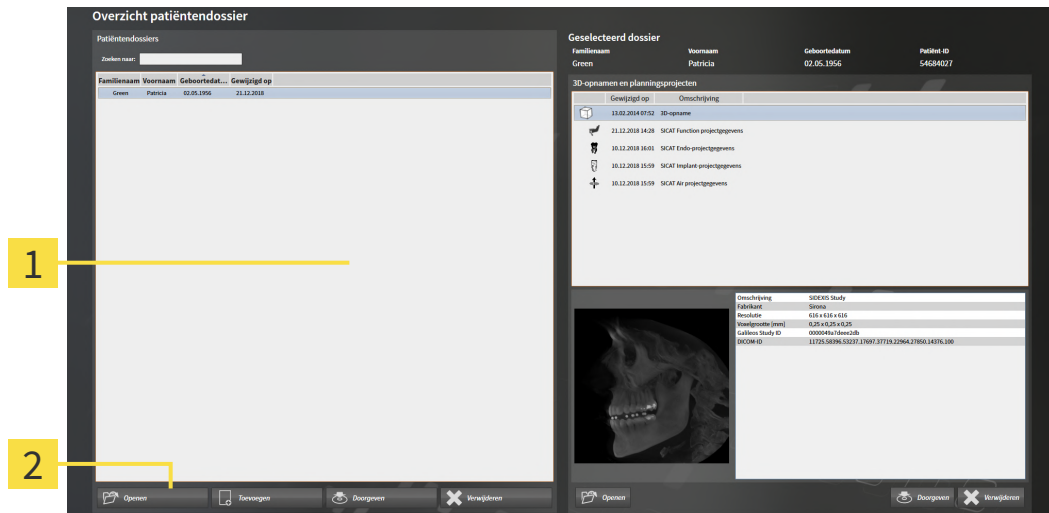 Overzicht patiëntendossier
Patiëntendossiers
Zoeken naar:
Familienaam Voornaam Geboortedat... Gewijzigd op
Green Patricia 02.05.1956 21.12.2018
1
2
Openen Toevoegen Doorgeven Verwijderen
Geselecteerd dossier
Familienaam Voornaam Geboortedatum Patiënt-ID
Green Patricia 02.05.1956 54684027
3D-opnamen en planningsprojecten
Gewijzigd op Omschrijving
13.02.2014 07:52 3D-opname
21.12.2018 14:28 SICAT Function projectgegevens
10.12.2018 16:01 SICAT Endo-projectgegevens
10.12.2018 15:59 SICAT Implant-projectgegevens
10.12.2018 15:59 SICAT Air projectgegevens
Omschrijving SIDEXIS Study
Fabrikant Sirona
Resolutie 616 x 616 x 616
Voxelgrootte [mm] 0,25 x 0,25 x 0,25
Galileos Study ID 0000049a7deee2db
DICOM-ID 11725.58396.53237.17697.37719.22964.27850.14376.100
Openen Doorgeven Verwijderen